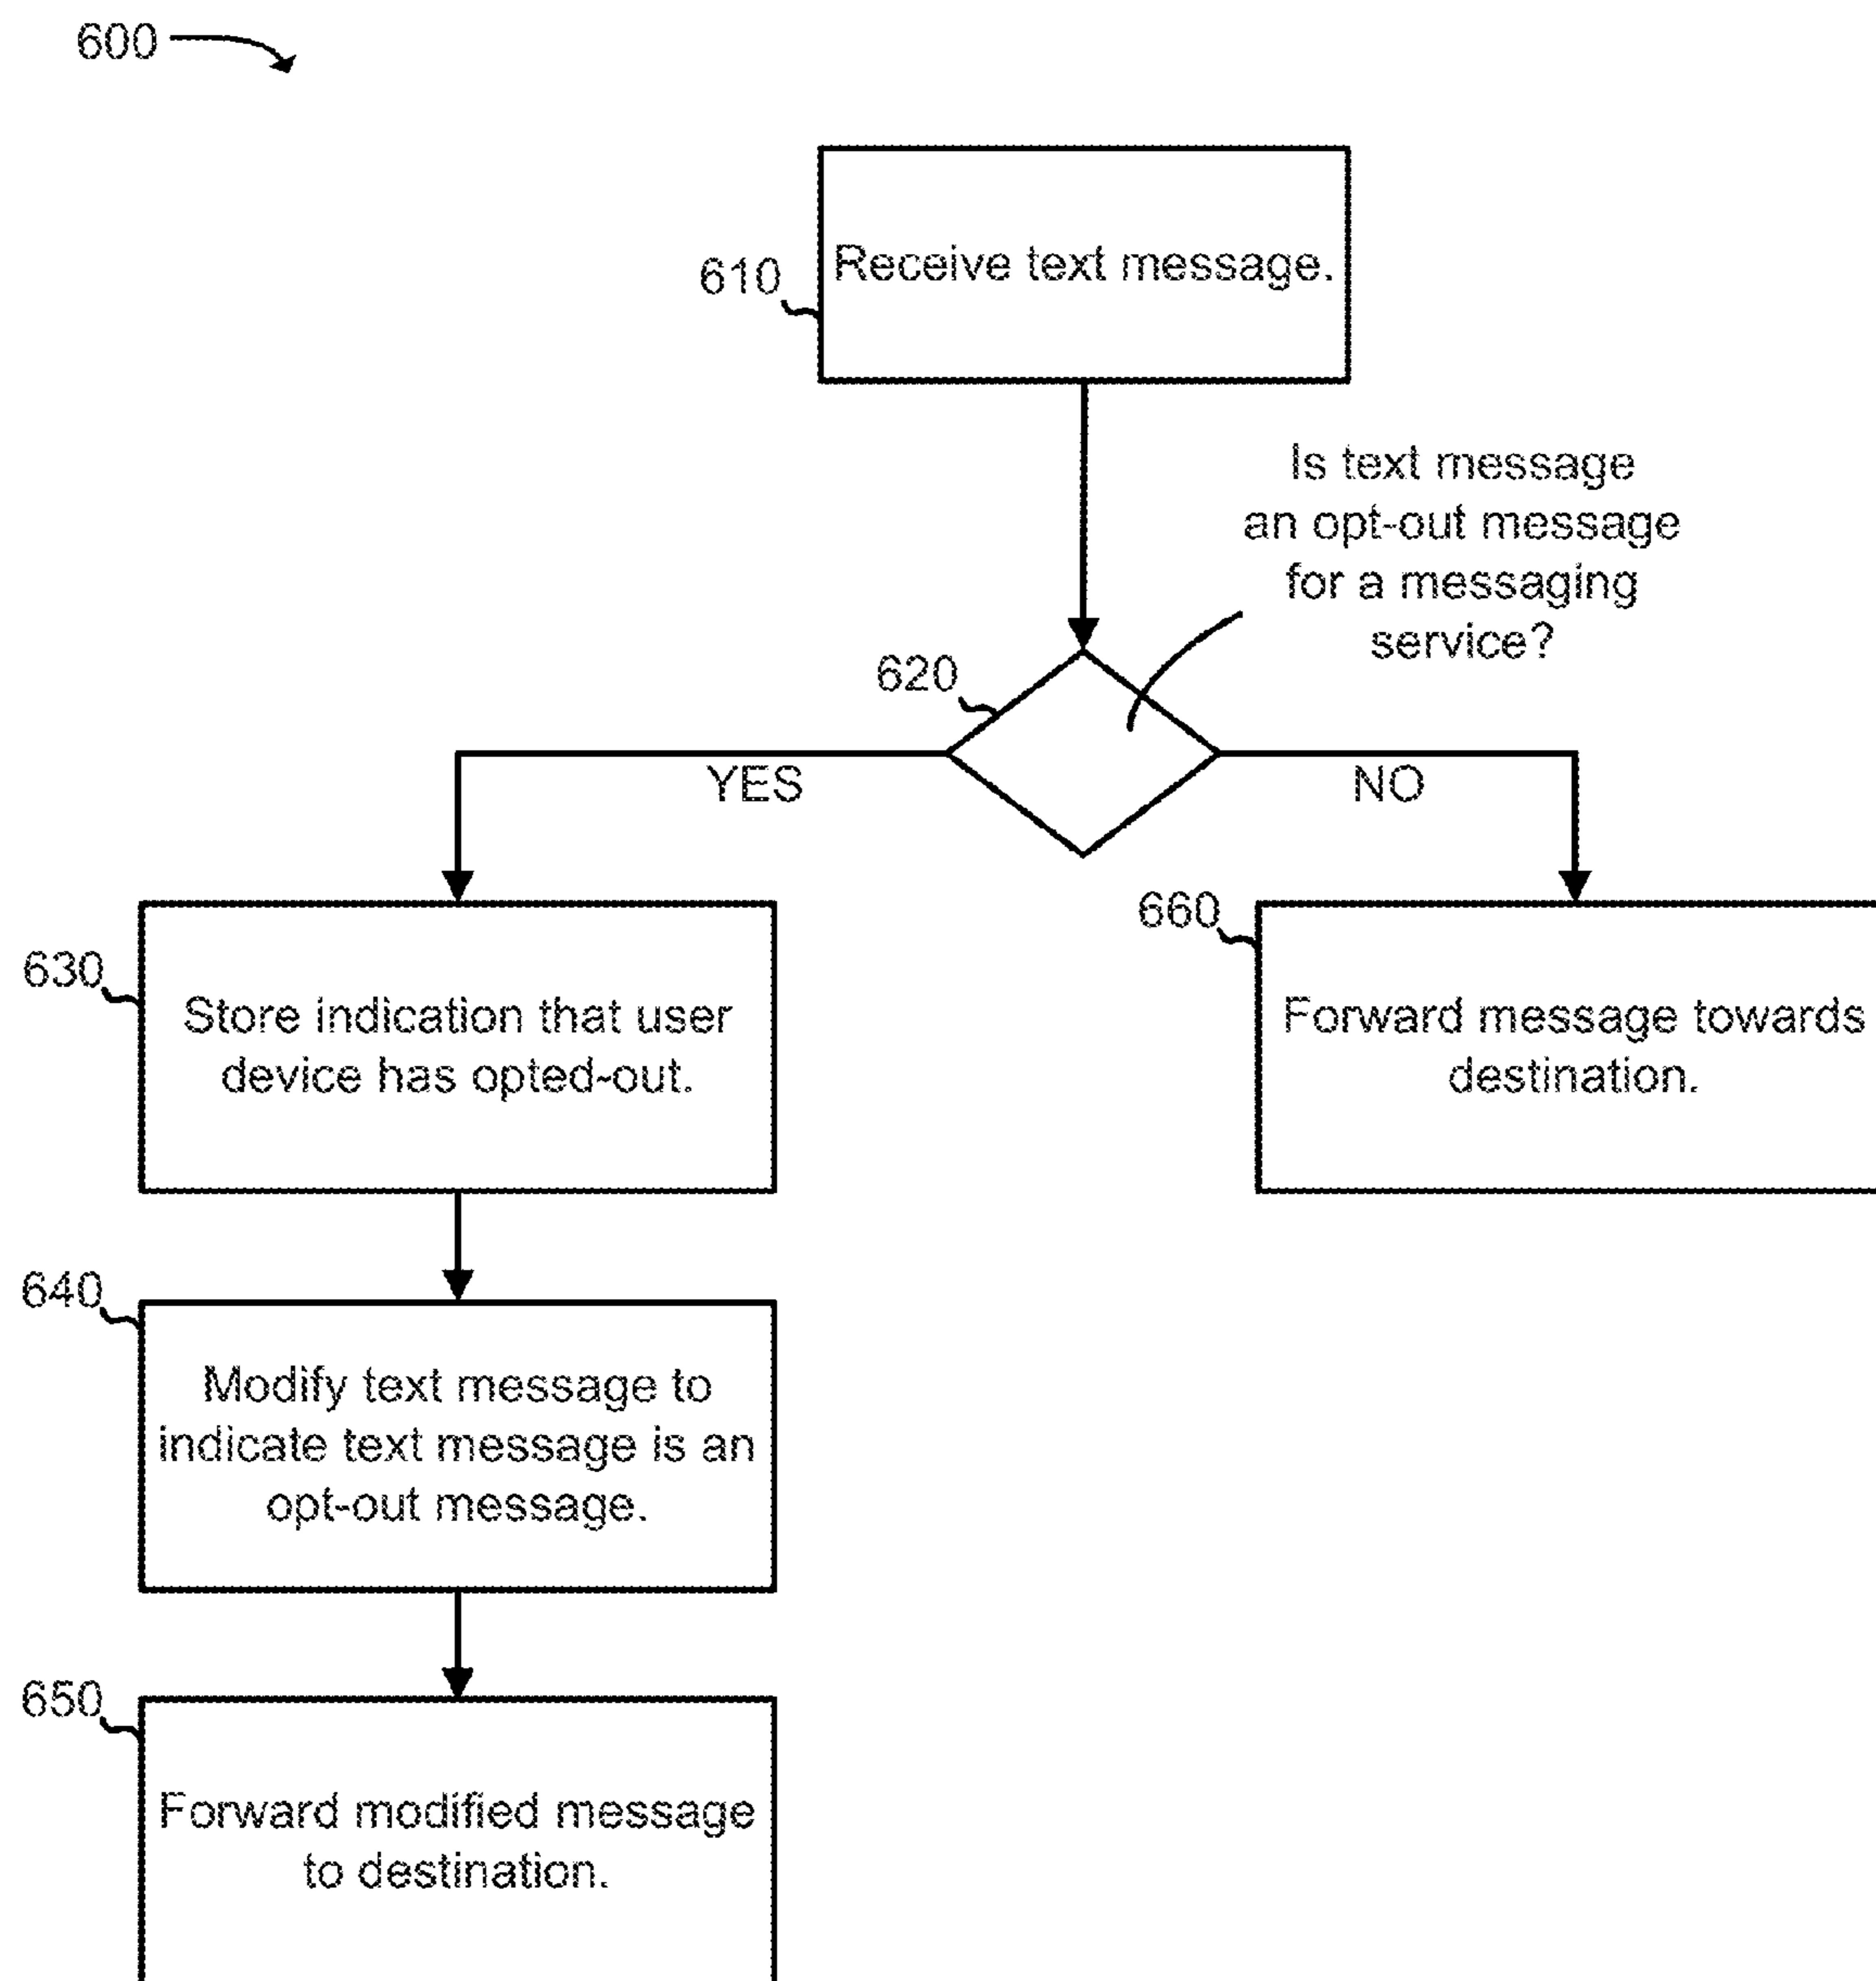 600
610
Receive text message.
Is text message
an opt-out message
for a messaging
service?
620
YES
NO
630
Store indication that user
device has opted-out.
660
Forward message towards
destination.
640
Modify text message to
indicate text message is an
opt-out message.
650
Forward modified message
to destination.